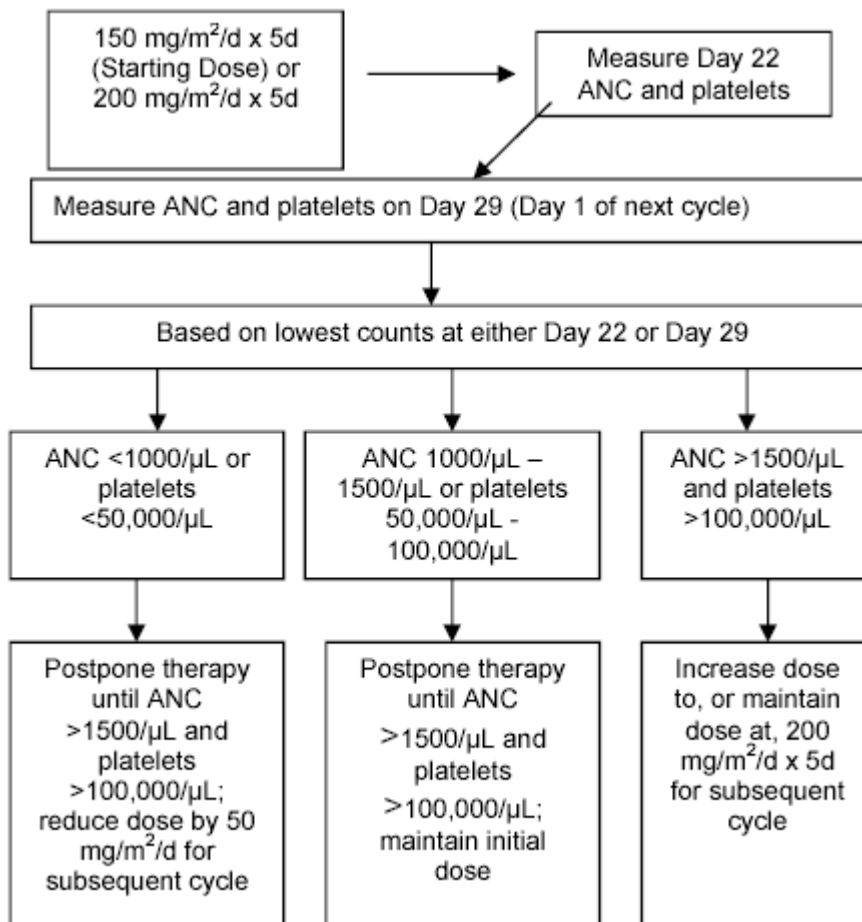 150 mg/m²/d x 5d
(Starting Dose) or
200 mg/m²/d x 5d
Measure Day 22
ANC and platelets
Measure ANC and platelets on Day 29 (Day 1 of next cycle)
Based on lowest counts at either Day 22 or Day 29
ANC <1000/µL or
platelets
<50,000/µL
ANC 1000/µL –
1500/µL or platelets
50,000/µL -
100,000/µL
ANC >1500/µL
and platelets
>100,000/µL
Postpone therapy
until ANC
>1500/µL and
platelets
>100,000/µL;
reduce dose by 50
mg/m²/d for
subsequent cycle
Postpone therapy
until ANC
>1500/µL and
platelets
>100,000/µL;
maintain initial
dose
Increase dose
to, or maintain
dose at, 200
mg/m²/d x 5d
for subsequent
cycle